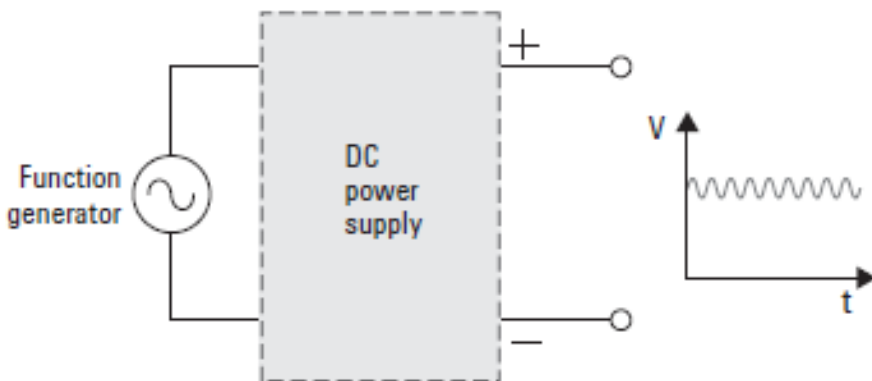 Function
generator
DC
power
supply
+
−
V
t